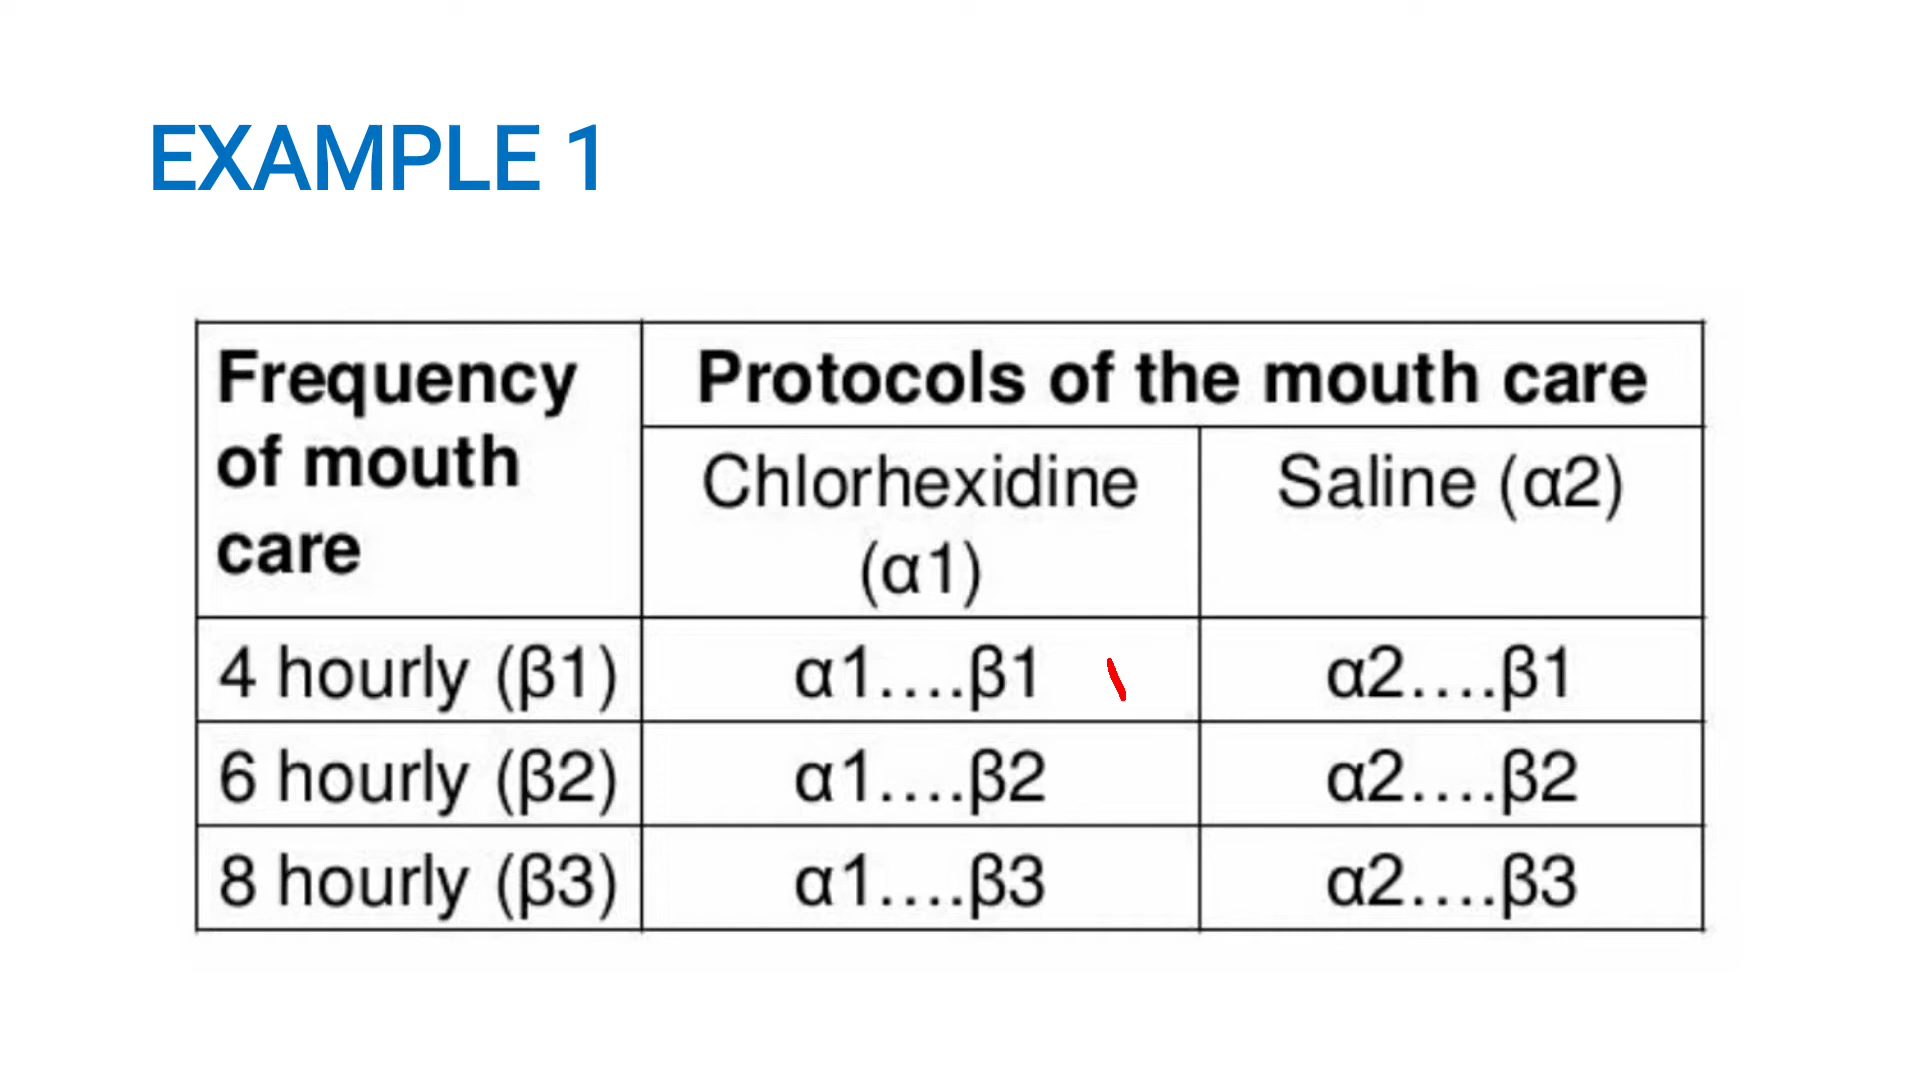 EXAMPLE 1
Frequency of mouth care
Protocols of the mouth care
Chlorhexidine (α1)
Saline (α2)
4 hourly (β1) α1....β1 α2....β1
6 hourly (β2) α1....β2 α2....β2
8 hourly (β3) α1....β3 α2....β3